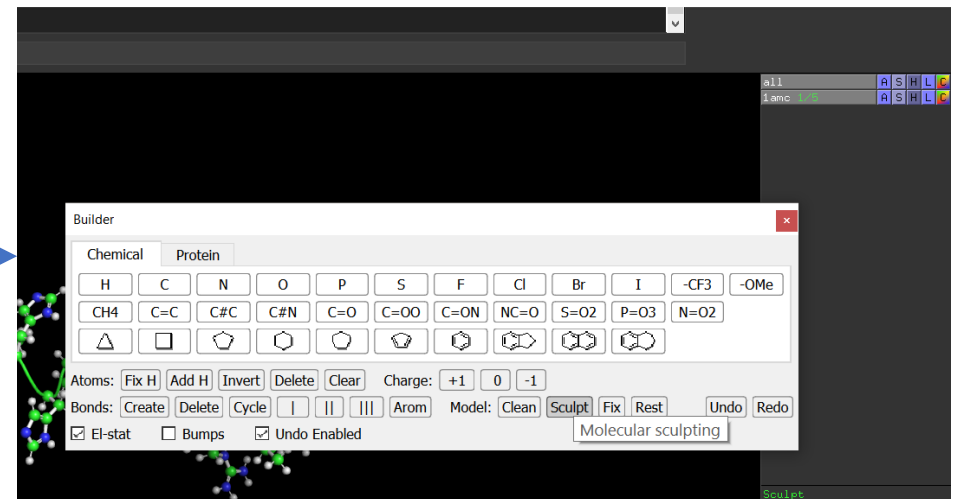 all A S H L C
1amc 1/5 A S H L C
Builder
Chemical Protein
H C N O P S F Cl Br I -CF3 -OMe
CH4 C=C C#C C#N C=O C=OO C=ON NC=O S=O2 P=O3 N=O2
Atoms: Fix H Add H Invert Delete Clear Charge: +1 0 -1
Bonds: Create Delete Cycle | || ||| Arom Model: Clean Sculpt Fix Rest Undo Redo
El-stat Bumps Undo Enabled
Molecular sculpting
Sculpt